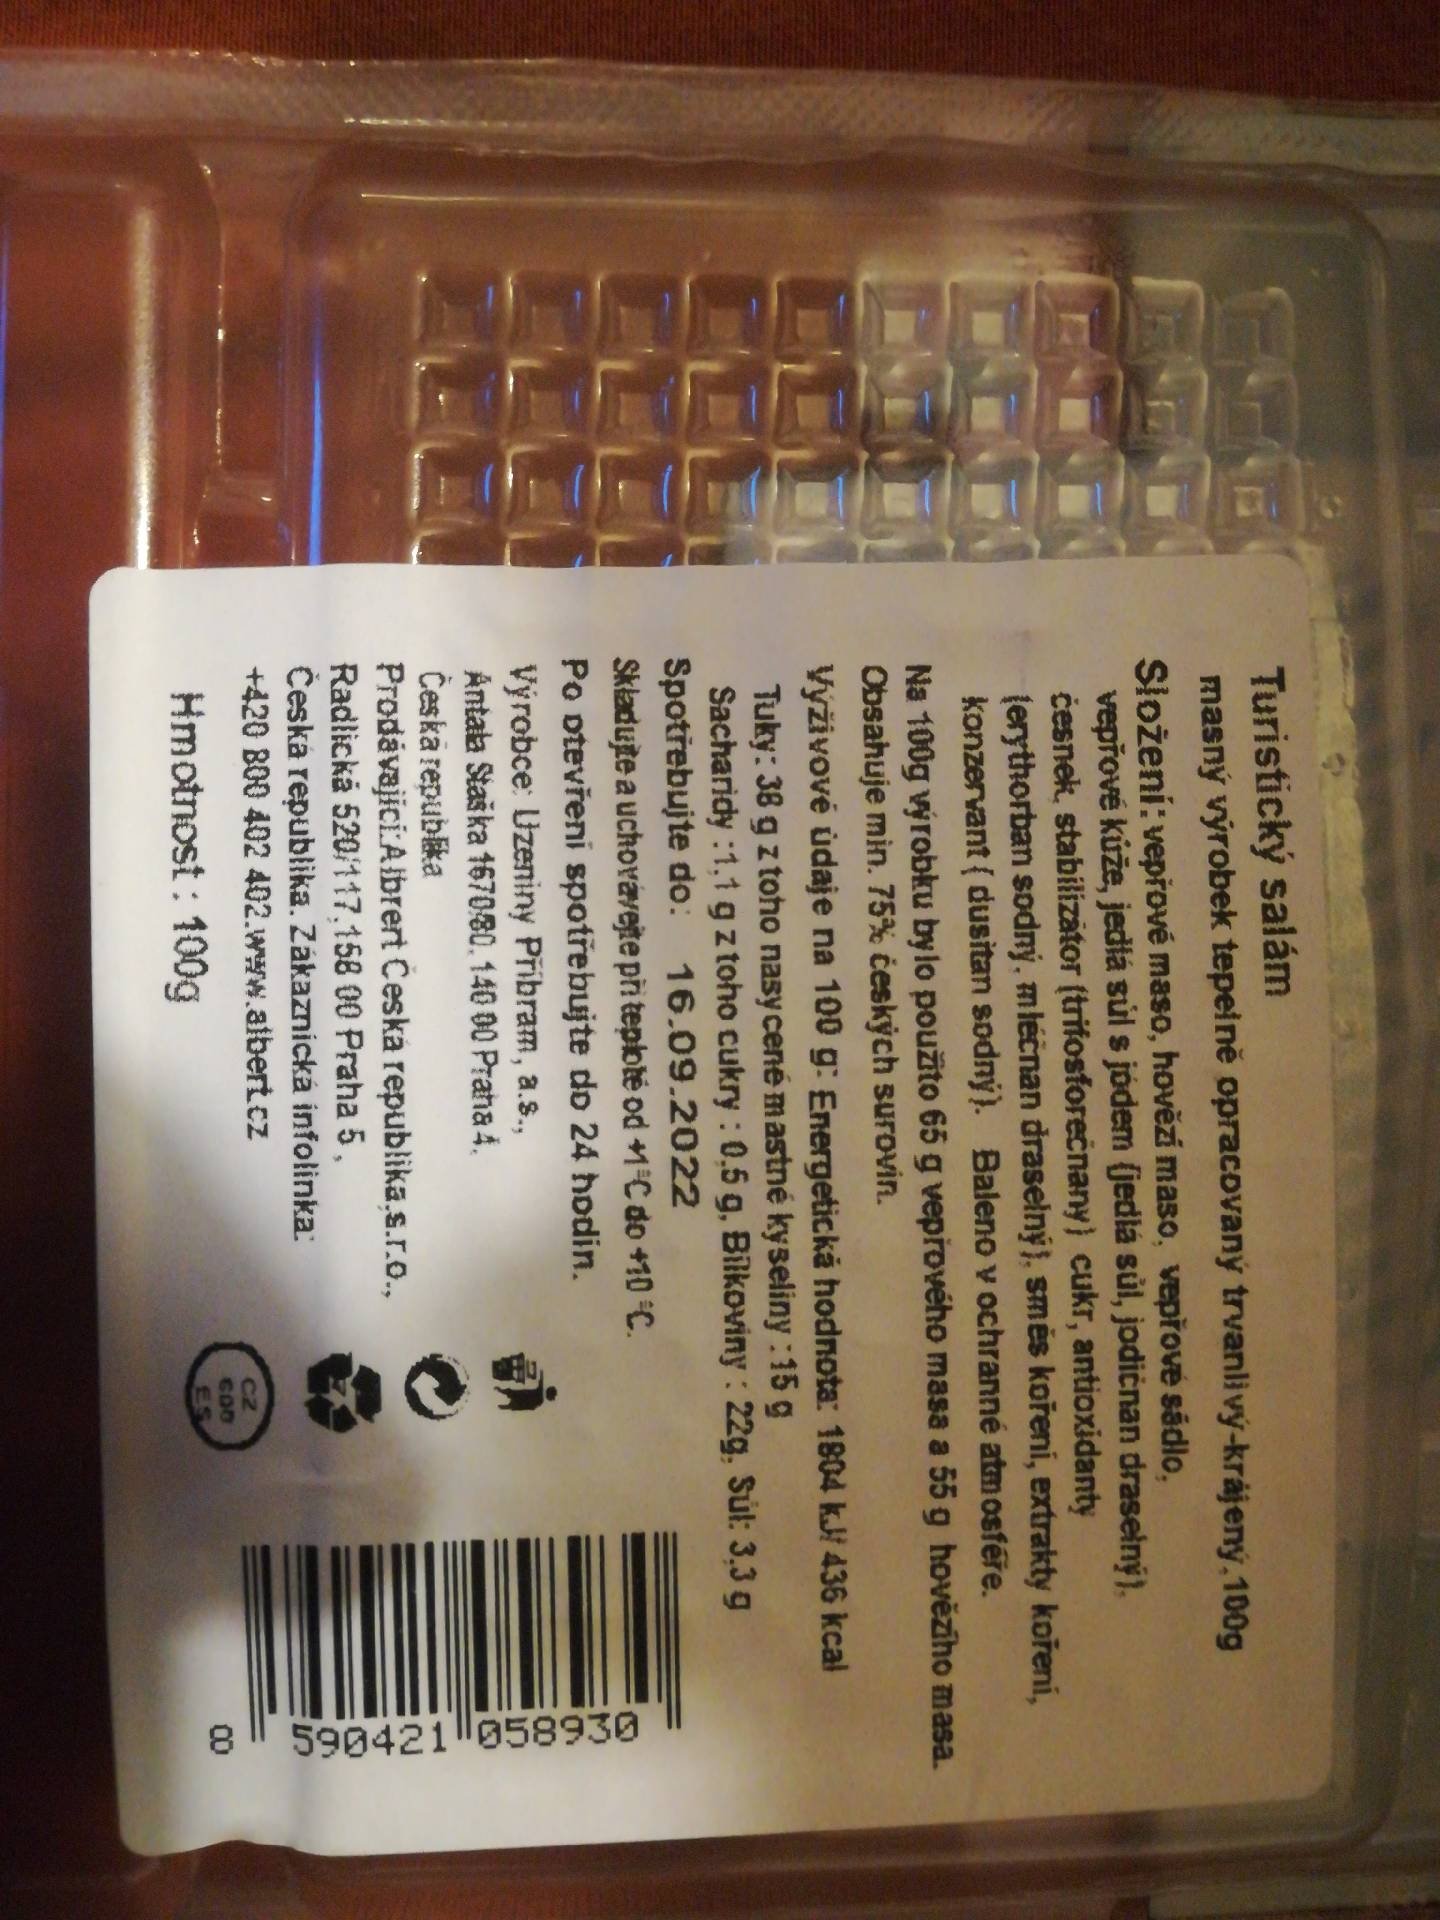 Turistický salám
masný výrobek tepelně opracovaný trvanlivý-krájený,100g
Složení: vepřové maso, hovězí maso, vepřové sádlo,
vepřové kůže, jedlá sůl s jódem (jedlá sůl, jodičnan draselný),
česnek, stabilizátor (trifosforečnany) cukr, antioxidanty
(erythorban sodný, mléčnan draselný), směs koření, extrakty koření,
konzervant ( dusitan sodný). Baleno v ochranné atmosféře.
Na 100g výrobku bylo použito 65 g vepřového masa a 55 g hovězího masa.
Obsahuje min. 75% českých surovin.
Výživové údaje na 100 g: Energetická hodnota: 1804 kJ/ 436 kcal
Tuky: 38 g z toho nasycené mastné kyseliny :15 g
Sacharidy :1,1 g z toho cukry : 0,5 g, Bílkoviny : 22g, Sůl: 3,3 g
Spotřebujte do: 16.09.2022
Skladujte a uchovávejte při teplotě od +1°C do +10 °C.
Po otevření spotřebujte do 24 hodin.
Výrobce: Uzeniny Příbram, a.s.,
Antala Staška 1670/80, 140 00 Praha 4,
Česká republika
Prodávající:Albrert Česká republika,s.r.o.,
Radlická 520/117,158 00 Praha 5,
Česká republika. Zákaznická infolinka:
+420 800 402 402.www.albert.cz
Hmotnost : 100g
CZ
600
ES
8 590421 058930